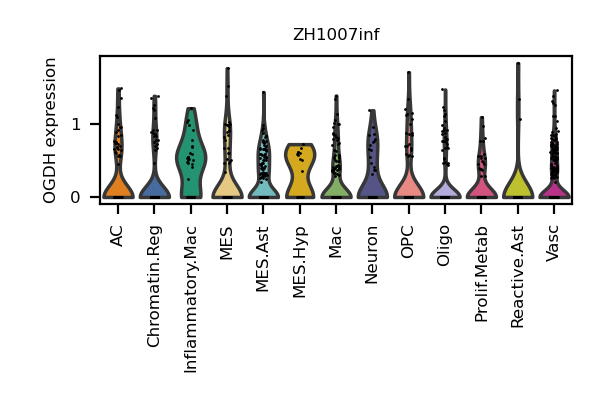 ZH1007inf
OGDH expression
1
0
AC
Chromatin.Reg
Inflammatory.Mac
MES
MES.Ast
MES.Hyp
Mac
Neuron
OPC
Oligo
Prolif.Metab
Reactive.Ast
Vasc